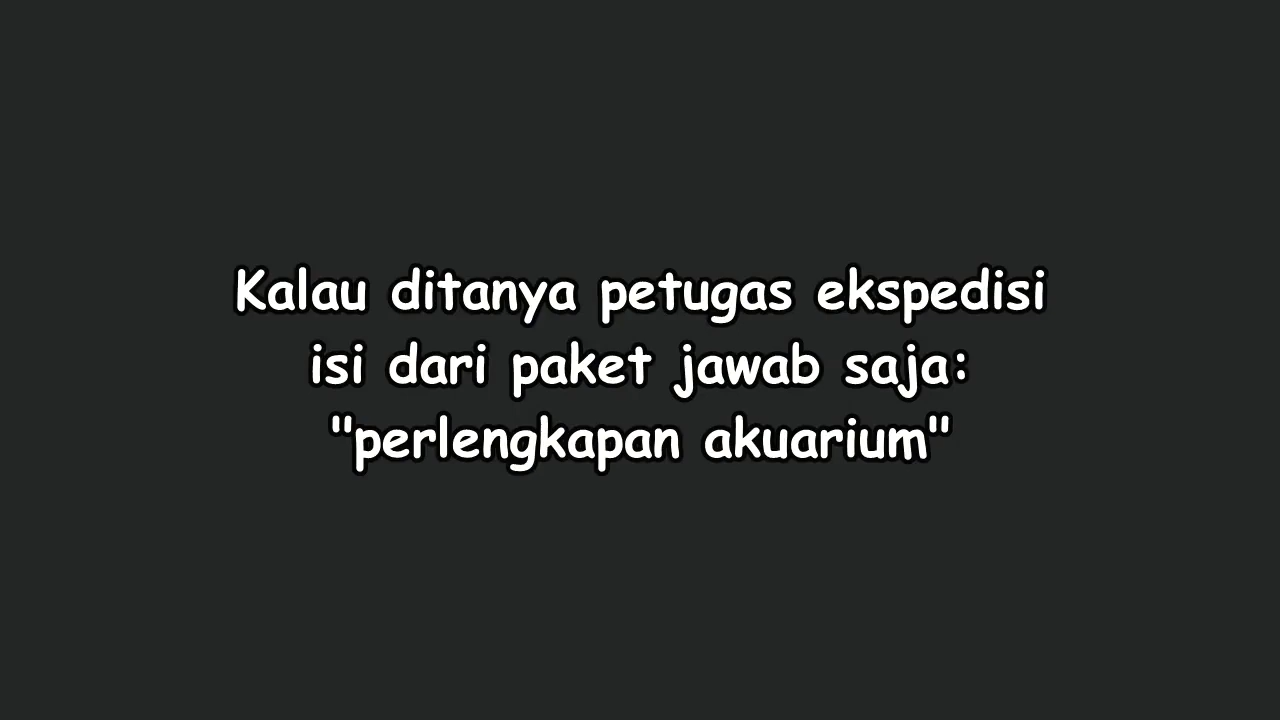 Kalau ditanya petugas ekspedisi
isi dari paket jawab saja:
"perlengkapan akuarium"